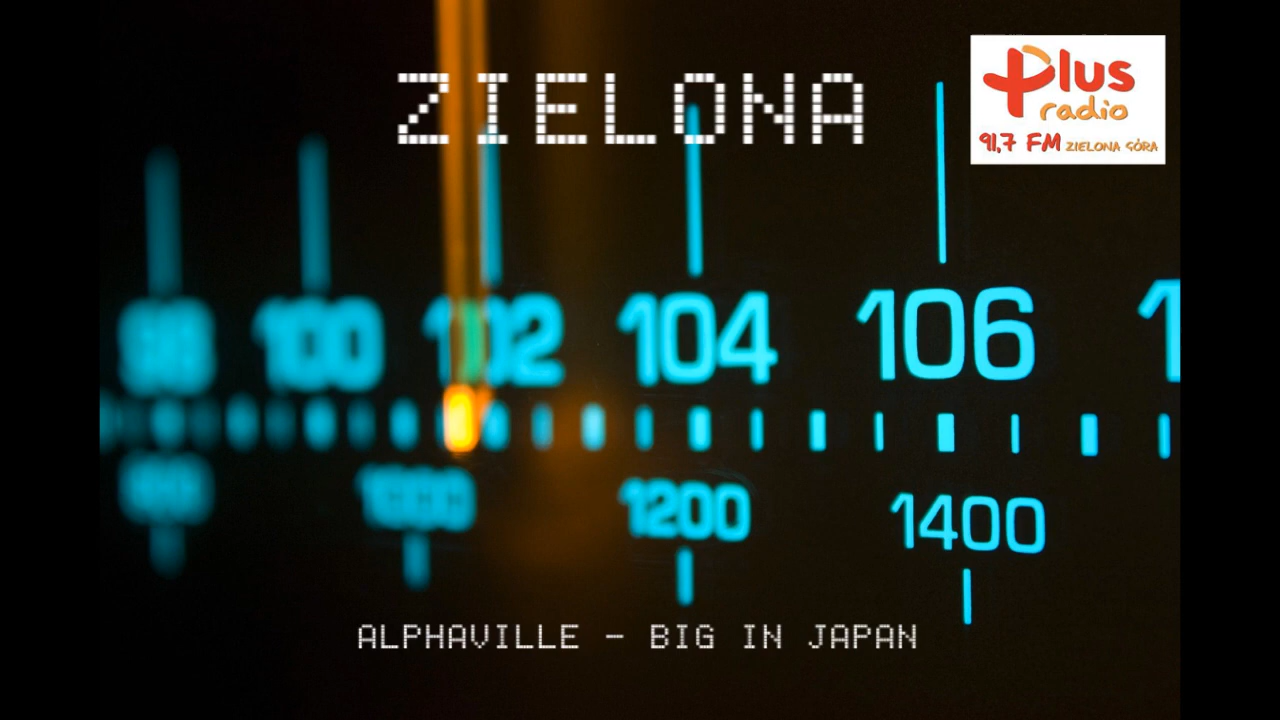 ZIELONA
plus
radio
91,7 FM ZIELONA GÓRA
98 100 102 104 106 1
1000 1200 1400
ALPHAVILLE - BIG IN JAPAN